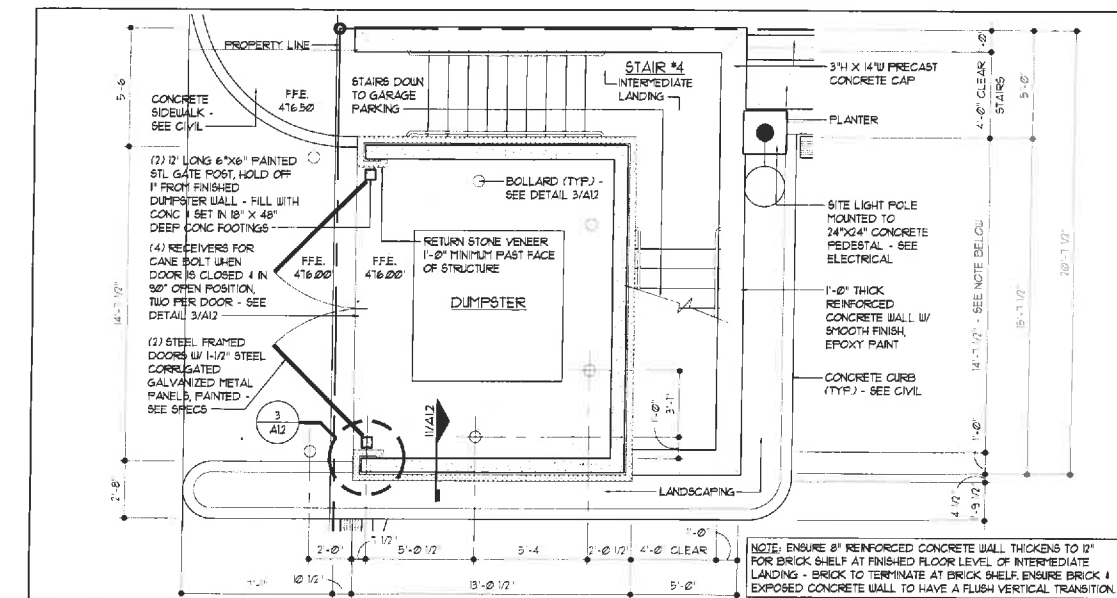 PROPERTY LINE
5'-6
CONCRETE
SIDEWALK -
SEE CIVIL
F.F.E.
476.50
STAIRS DOWN
TO GARAGE
PARKING
STAIR #4
INTERMEDIATE
LANDING
3"H X 14"W PRECAST
CONCRETE CAP
PLANTER
4'-0" CLEAR
STAIRS
5'-0"
(2) 12' LONG 6"X6" PAINTED
STL GATE POST, HOLD OFF
1" FROM FINISHED
DUMPSTER WALL - FILL WITH
CONC & SET IN 18" X 48"
DEEP CONC FOOTINGS
(4) RECEIVERS FOR
CANE BOLT WHEN
DOOR IS CLOSED & IN
90° OPEN POSITION,
TWO PER DOOR - SEE
DETAIL 3/A12
(2) STEEL FRAMED
DOORS W/ 1-1/2" STEEL
CORRUGATED
GALVANIZED METAL
PANELS, PAINTED -
SEE SPECS
14'-7 1/2"
2'-8"
F.F.E.
476.00
F.F.E.
476.00
BOLLARD (TYP.) -
SEE DETAIL 3/A12
RETURN STONE VENEER
1'-0" MINIMUM PAST FACE
OF STRUCTURE
DUMPSTER
SITE LIGHT POLE
MOUNTED TO
24"X24" CONCRETE
PEDESTAL - SEE
ELECTRICAL
1'-0" THICK
REINFORCED
CONCRETE WALL W/
SMOOTH FINISH,
EPOXY PAINT
CONCRETE CURB
(TYP.) - SEE CIVIL
14'-7 1/2" - SEE NOTE BELOW
15'-7 1/2"
20'-7 1/2"
1'-0"
3
A12
11/A12
1'-0"
3'-1"
LANDSCAPING
4 1/2"
1'-9 1/2"
7 1/2"
2'-0"
5'-0 1/2"
5'-4
2'-0 1/2"
4'-0" CLEAR
1'-0"
10 1/2"
13'-0 1/2"
5'-0"
NOTE: ENSURE 8" REINFORCED CONCRETE WALL THICKENS TO 12"
FOR BRICK SHELF AT FINISHED FLOOR LEVEL OF INTERMEDIATE
LANDING - BRICK TO TERMINATE AT BRICK SHELF. ENSURE BRICK &
EXPOSED CONCRETE WALL TO HAVE A FLUSH VERTICAL TRANSITION.